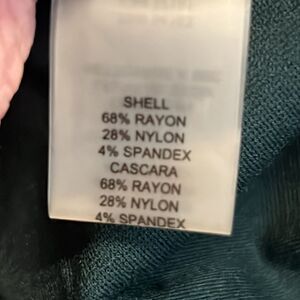 SHELL
68% RAYON
28% NYLON
4% SPANDEX
CASCARA
68% RAYON
28% NYLON
4% SPANDEX